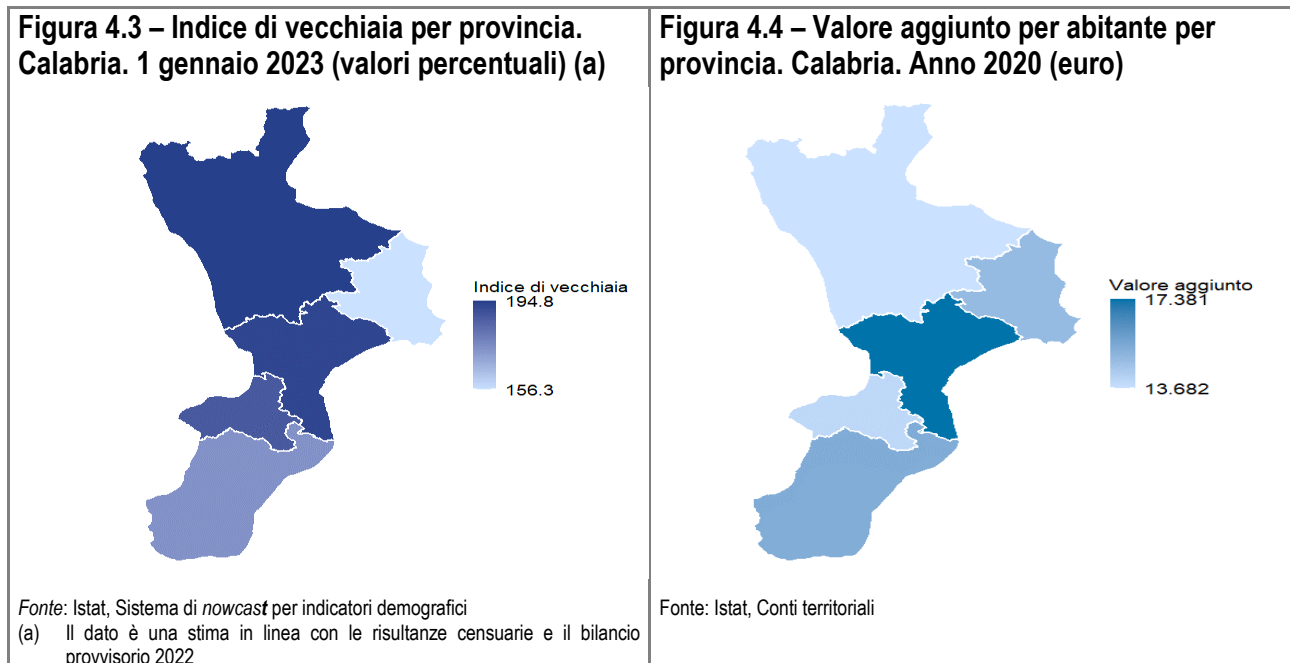 Figura 4.3 – Indice di vecchiaia per provincia.
Calabria. 1 gennaio 2023 (valori percentuali) (a)
Indice di vecchiaia
194.8
156.3
Fonte: Istat, Sistema di nowcast per indicatori demografici
(a) Il dato è una stima in linea con le risultanze censuarie e il bilancio
provvisorio 2022
Figura 4.4 – Valore aggiunto per abitante per
provincia. Calabria. Anno 2020 (euro)
Valore aggiunto
17.381
13.682
Fonte: Istat, Conti territoriali